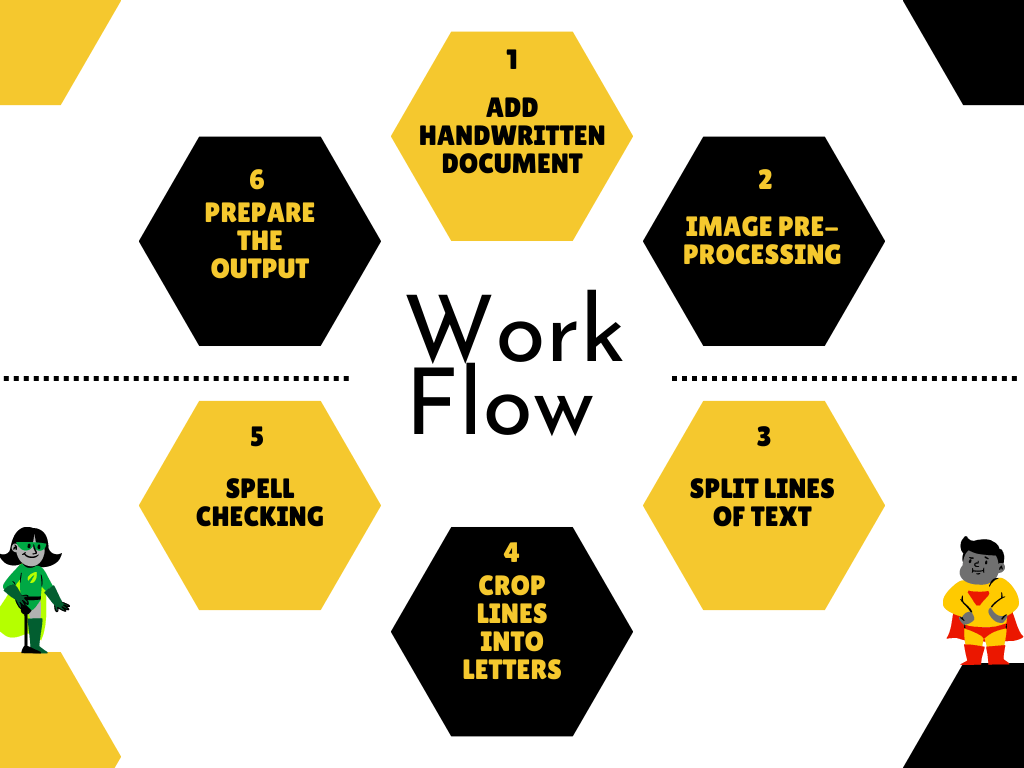 1
ADD
HANDWRITTEN
DOCUMENT
2
IMAGE PRE-
PROCESSING
3
SPLIT LINES
OF TEXT
4
CROP
LINES
INTO
LETTERS
5
SPELL
CHECKING
6
PREPARE
THE
OUTPUT
Work
Flow